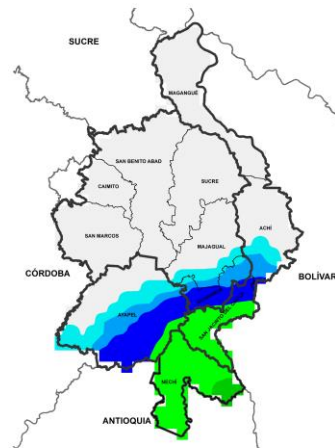 SUCRE
MAGANGUÉ
SAN BENITO ABAD
CAIMITO
SUCRE
SAN MARCOS
ACHÍ
MAJAGUAL
CÓRDOBA
BOLÍVAR
AYAPEL
NECHÍ
ANTIOQUIA